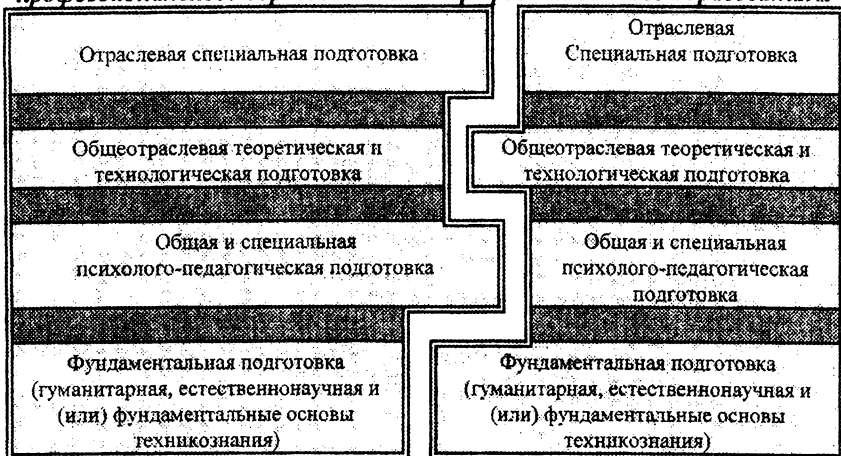 Отраслевая специальная подготовка
Общеотраслевая теоретическая и
технологическая подготовка
Общая и специальная
психолого-педагогическая подготовка
Фундаментальная подготовка
(гуманитарная, естественнонаучная и
(или) фундаментальные основы
техникознания)
Отраслевая
Специальная подготовка
Общеотраслевая теоретическая и
технологическая подготовка
Общая и специальная
психолого-педагогическая
подготовка
Фундаментальная подготовка
(гуманитарная, естественнонаучная и
(или) фундаментальные основы
техникознания)